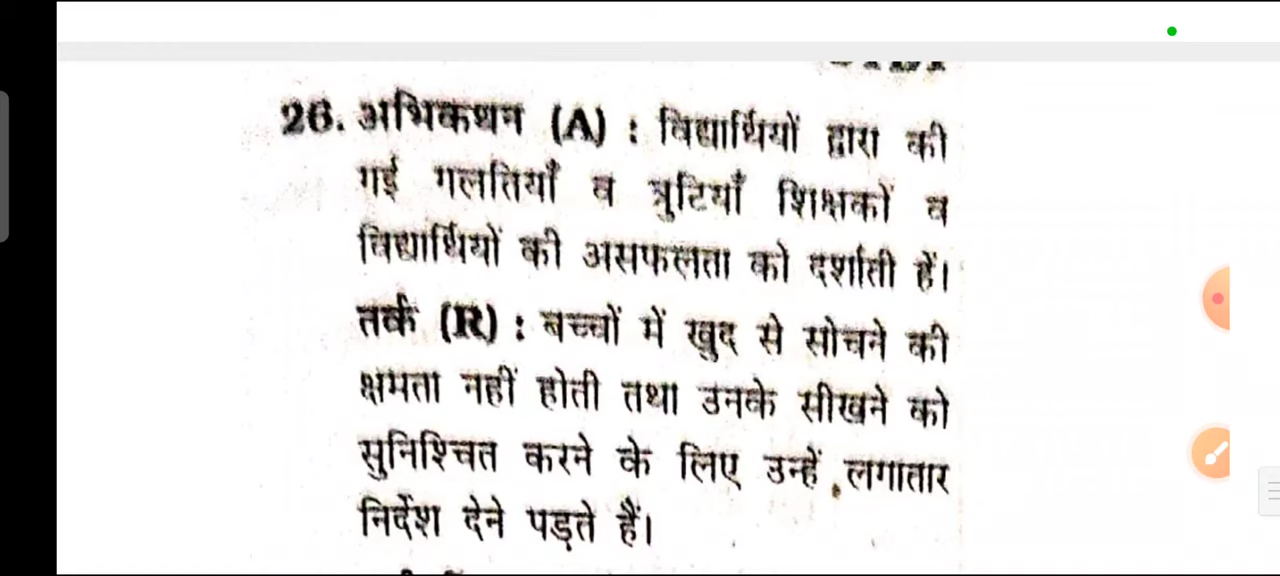 26. अभिकथन (A) : विद्यार्थियों द्वारा की
गई गलतियाँ व त्रुटियाँ शिक्षकों व
विद्यार्थियों की असफलता को दर्शाती हैं।
तर्क (R) : बच्चों में खुद से सोचने की
क्षमता नहीं होती तथा उनके सीखने को
सुनिश्चित करने के लिए उन्हें लगातार
निर्देश देने पड़ते हैं।